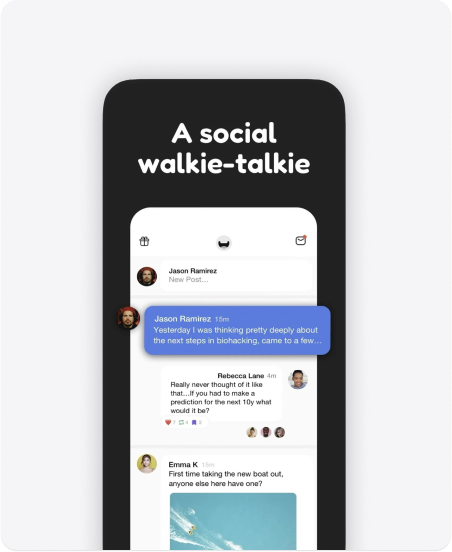 A social
walkie-talkie
Jason Ramirez
New Post...
Jason Ramirez 15m
Yesterday I was thinking pretty deeply about
the next steps in biohacking, came to a few...
Rebecca Lane 4m
Really never thought of it like
that...If you had to make a
prediction for the next 10y what
would it be?
Emma K 15m
First time taking the new boat out,
anyone else here have one?